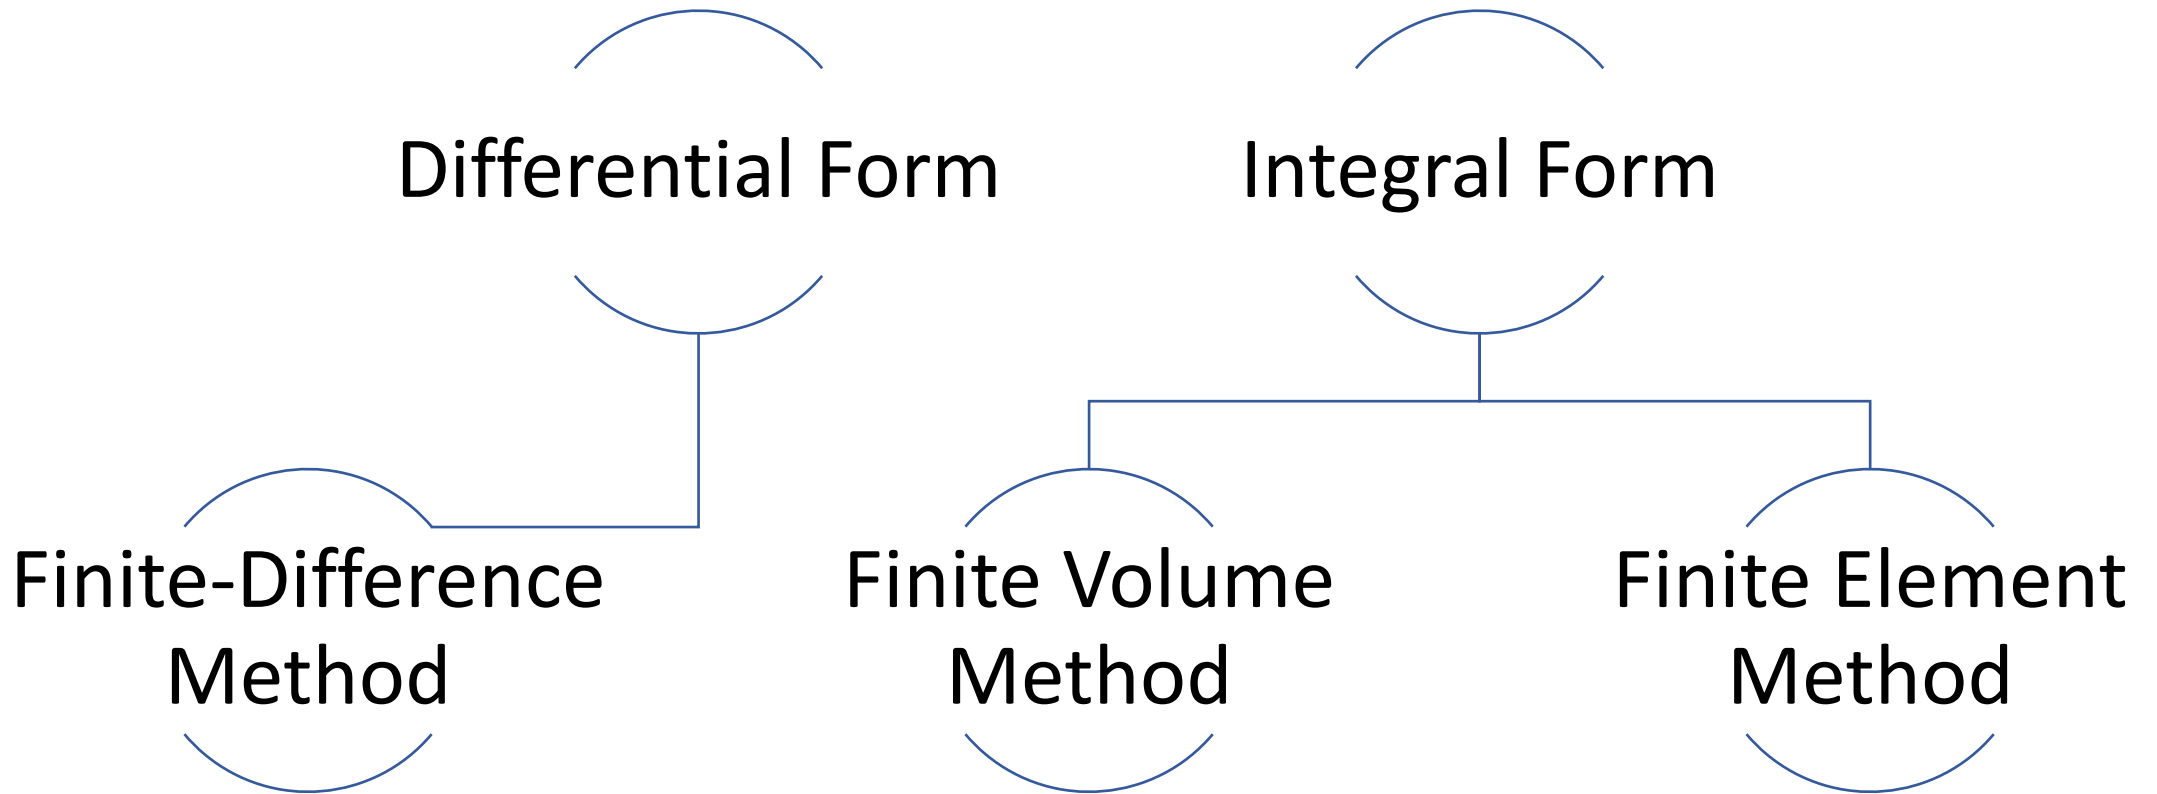 Differential Form
Integral Form
Finite-Difference
Method
Finite Volume
Method
Finite Element
Method